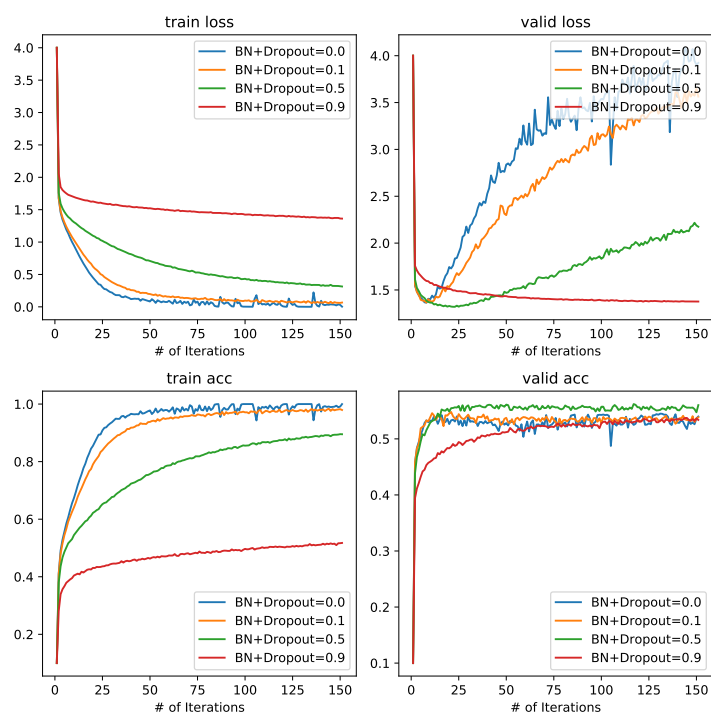 train loss
4.0
3.5
3.0
2.5
2.0
1.5
1.0
0.5
0.0
BN+Dropout=0.0
BN+Dropout=0.1
BN+Dropout=0.5
BN+Dropout=0.9
0 25 50 75 100 125 150
# of Iterations
valid loss
4.0
3.5
3.0
2.5
2.0
1.5
BN+Dropout=0.0
BN+Dropout=0.1
BN+Dropout=0.5
BN+Dropout=0.9
0 25 50 75 100 125 150
# of Iterations
train acc
1.0
0.8
0.6
0.4
0.2
BN+Dropout=0.0
BN+Dropout=0.1
BN+Dropout=0.5
BN+Dropout=0.9
0 25 50 75 100 125 150
# of Iterations
valid acc
0.5
0.4
0.3
0.2
0.1
BN+Dropout=0.0
BN+Dropout=0.1
BN+Dropout=0.5
BN+Dropout=0.9
0 25 50 75 100 125 150
# of Iterations